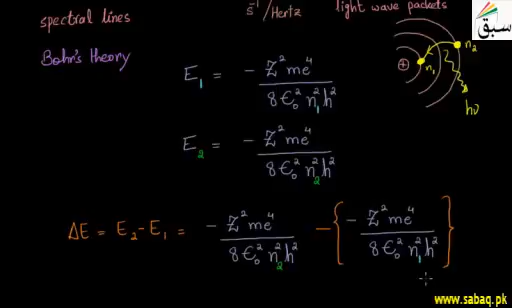 spectral lines
s⁻¹/Hertz
light wave packets
سبق
Bohr's theory
n₂
n₁
+
hν
E₁ = -Z²me⁴ / 8ε₀²n₁²h²
E₂ = -Z²me⁴ / 8ε₀²n₂²h²
ΔE = E₂ - E₁ = -Z²me⁴ / 8ε₀²n₂²h² - { -Z²me⁴ / 8ε₀²n₁²h² }
www.sabaq.pk